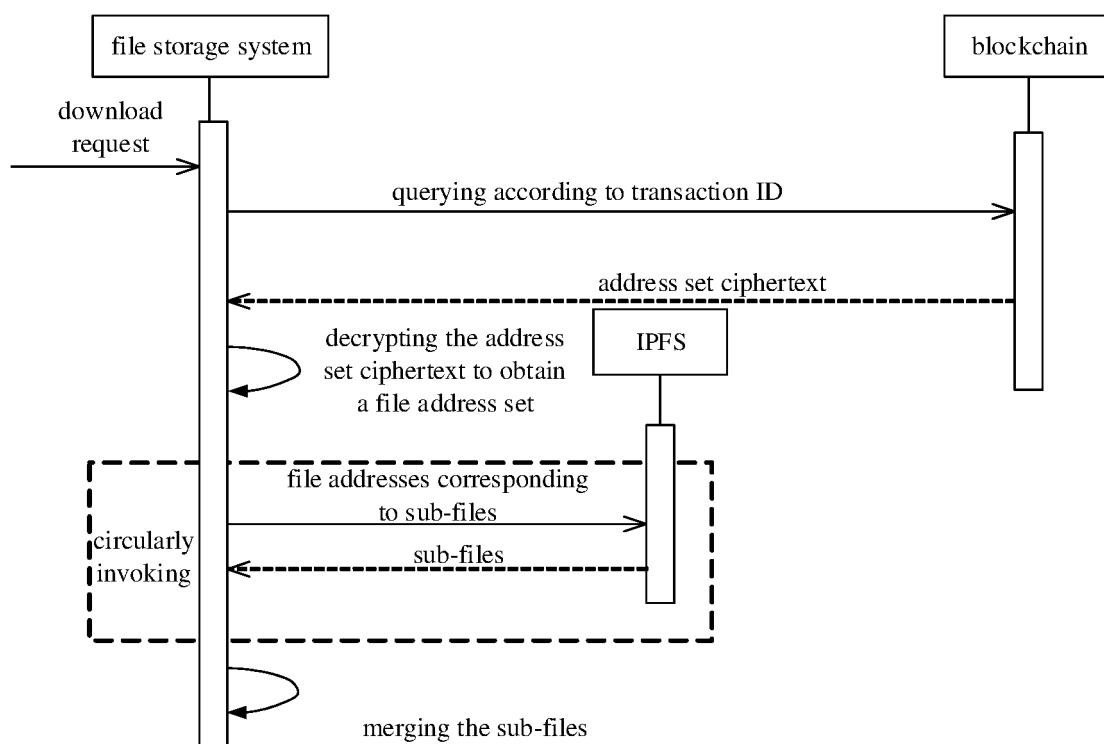 file storage system
blockchain
download
request
querying according to transaction ID
address set ciphertext
IPFS
decrypting the address
set ciphertext to obtain
a file address set
file addresses corresponding
to sub-files
circularly
invoking
sub-files
merging the sub-files